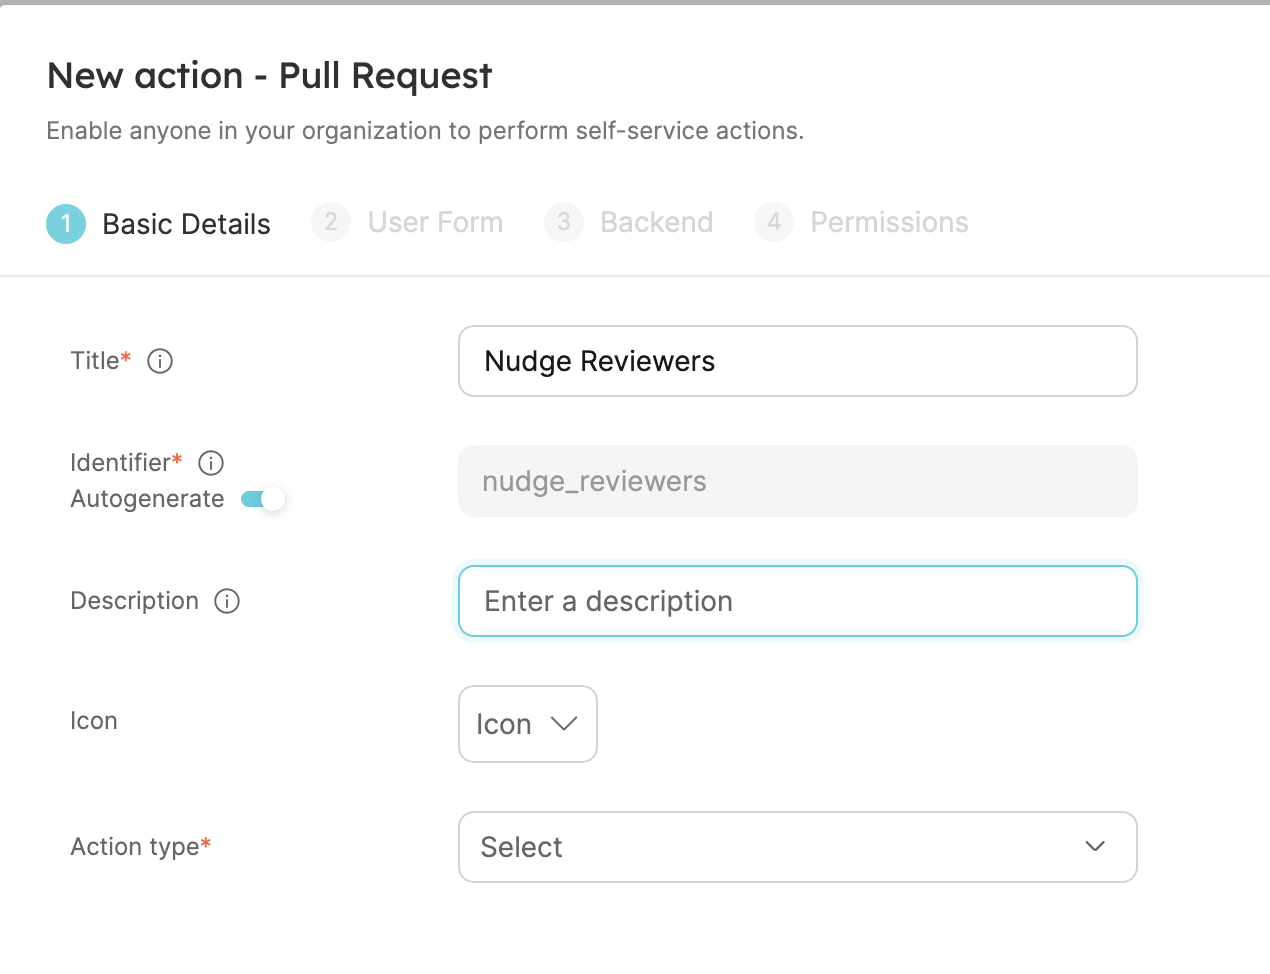 New action - Pull Request
Enable anyone in your organization to perform self-service actions.
1 Basic Details 2 User Form 3 Backend 4 Permissions
Title* Nudge Reviewers
Identifier*
Autogenerate nudge_reviewers
Description Enter a description
Icon Icon
Action type* Select